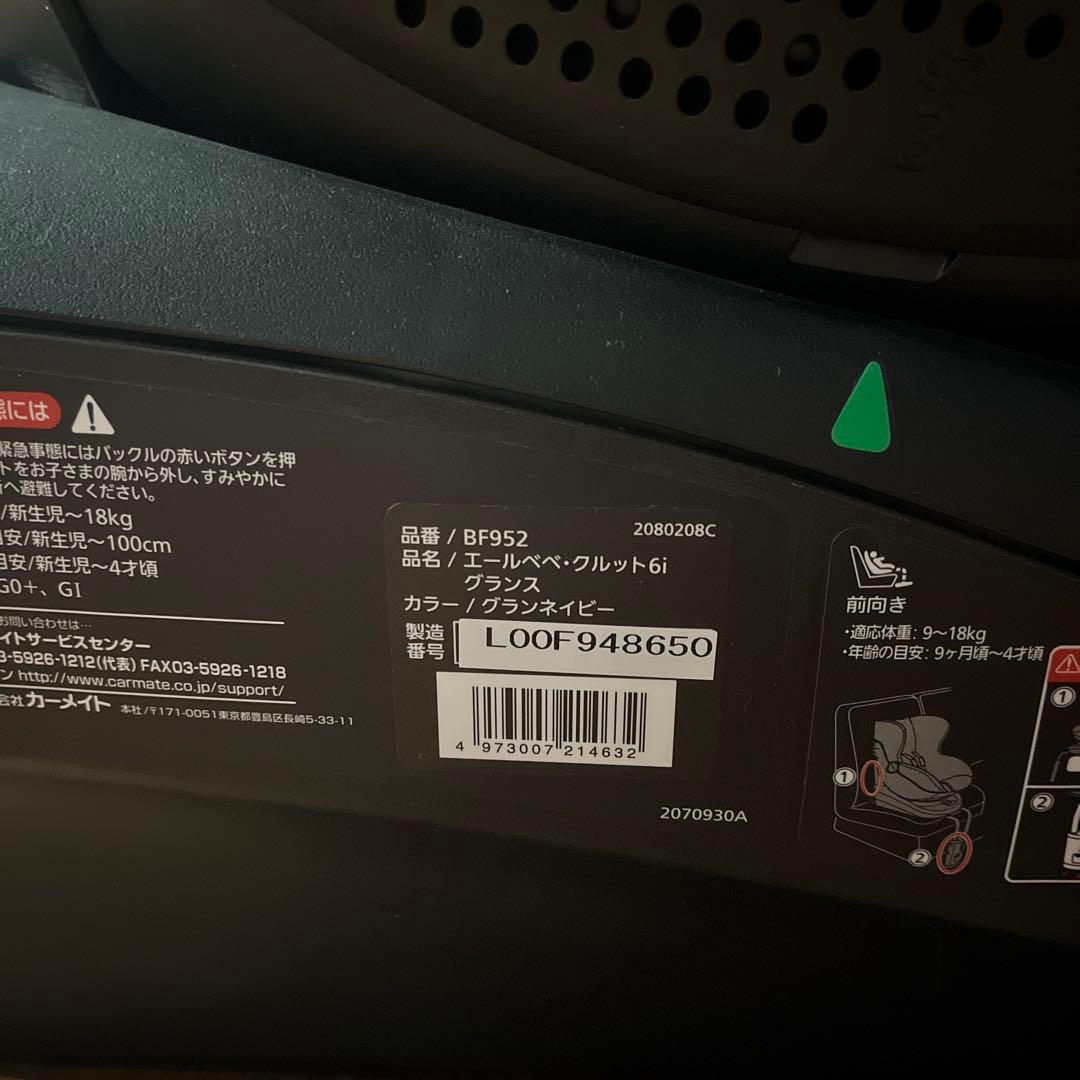 態には
緊急事態にはバックルの赤いボタンを押
トをお子さまの腕から外し、すみやかに
へ避難してください。
/新生児〜18kg
目安/新生児〜100cm
目安/新生児〜4才頃
G0+、GI
お問い合わせは…
イトサービスセンター
3-5926-1212(代表) FAX03-5926-1218
ン http://www.carmate.co.jp/support/
会社 カーメイト 本社/〒171-0051東京都豊島区長崎5-33-11
品番 / BF952 2080208C
品名 / エールベベ・クルット6i
グランス
カラー / グランネイビー
製造番号 L00F948650
4 973007 214632
2070930A
前向き
・適応体重: 9〜18kg
・年齢の目安: 9ヶ月頃〜4才頃
①
②
①
②